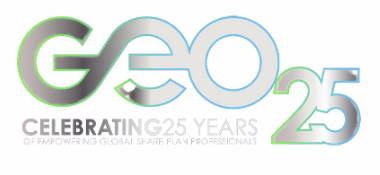 GEO 25
CELEBRATING 25 YEARS
OF EMPOWERING GLOBAL SHARE PLAN PROFESSIONALS